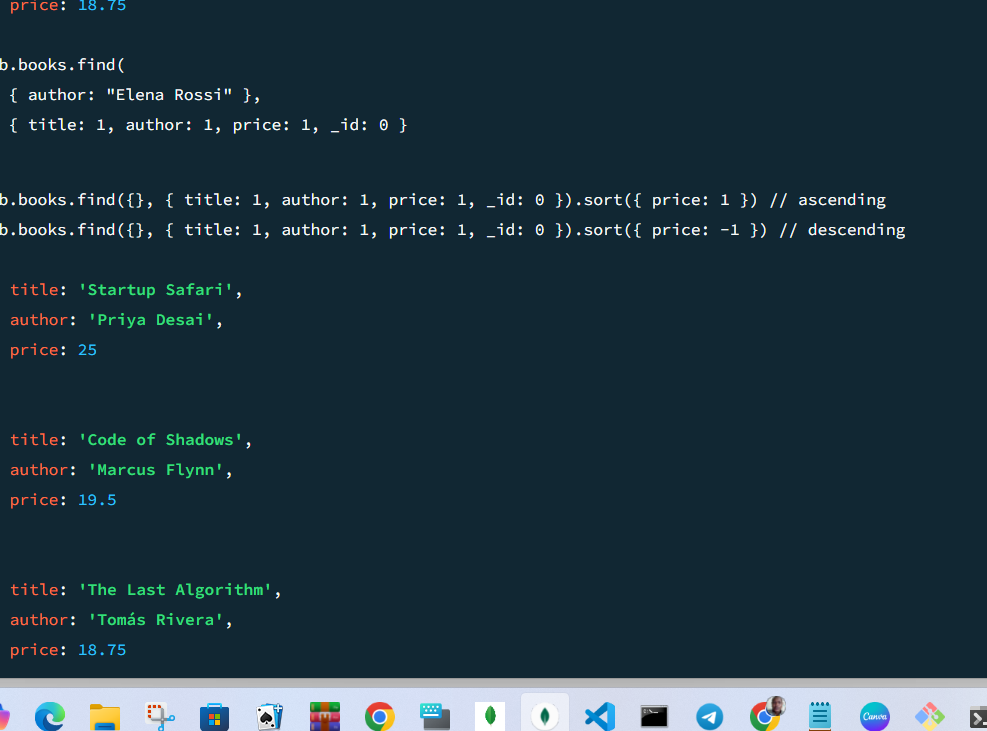 price: 18.75
b.books.find(
{ author: "Elena Rossi" },
{ title: 1, author: 1, price: 1, _id: 0 }
b.books.find({}, { title: 1, author: 1, price: 1, _id: 0 }).sort({ price: 1 }) // ascending
b.books.find({}, { title: 1, author: 1, price: 1, _id: 0 }).sort({ price: -1 }) // descending
title: 'Startup Safari',
author: 'Priya Desai',
price: 25
title: 'Code of Shadows',
author: 'Marcus Flynn',
price: 19.5
title: 'The Last Algorithm',
author: 'Tomás Rivera',
price: 18.75
Canva